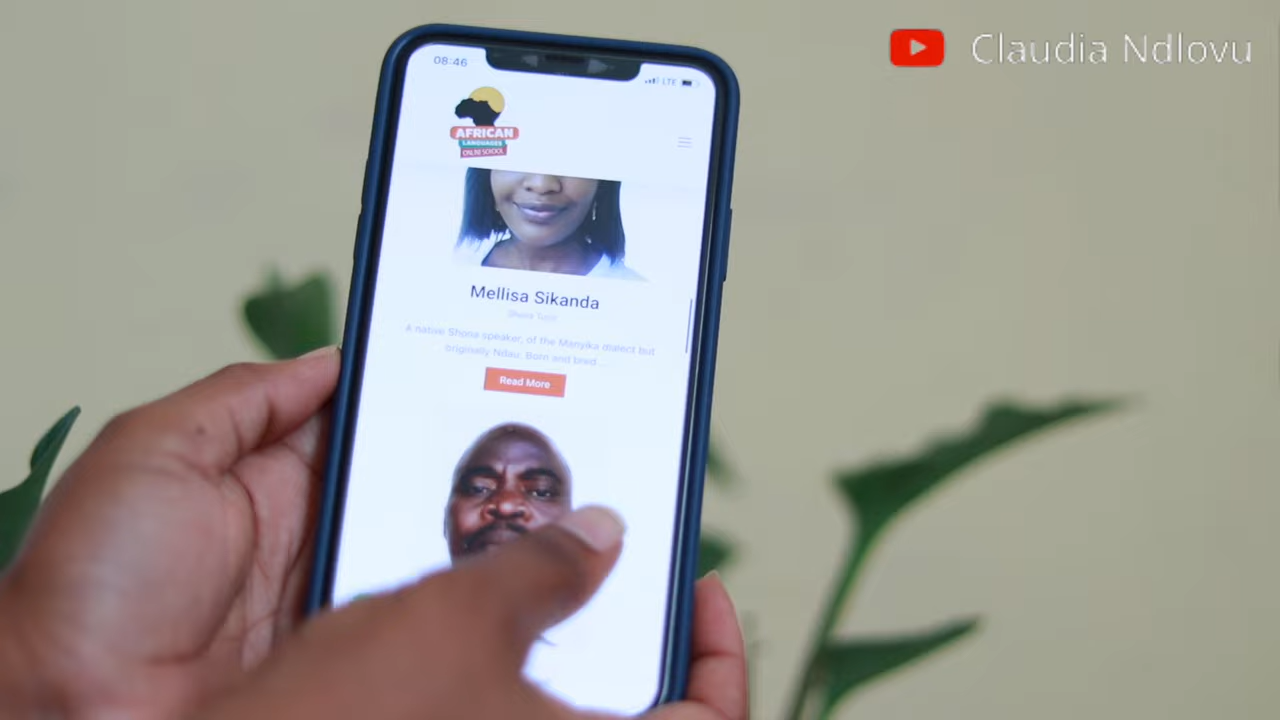 Claudia Ndlovu
08:46
LTE
AFRICAN
LANGUAGES
ONLINE SCHOOL
Mellisa Sikanda
Shona Tutor
A native Shona speaker, of the Manyika dialect but
originally Ndau. Born and bred ...
Read More